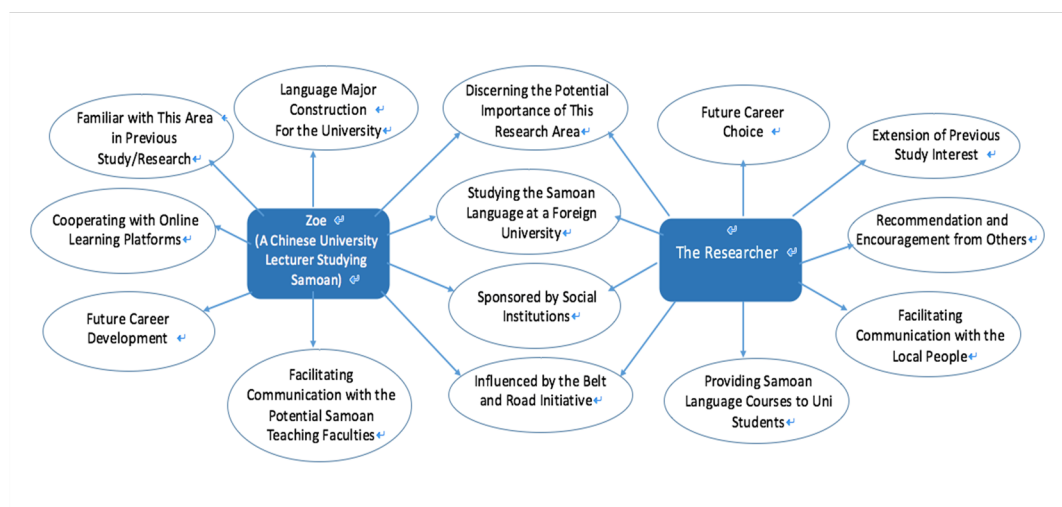 Familiar with This Area
in Previous
Study/Research
Language Major
Construction
For the University
Discerning the Potential
Importance of This
Research Area
Future Career
Choice
Extension of Previous
Study Interest
Cooperating with Online
Learning Platforms
Zoe
(A Chinese University
Lecturer Studying
Samoan)
Studying the Samoan
Language at a Foreign
University
The Researcher
Recommendation and
Encouragement from Others
Future Career
Development
Sponsored by Social
Institutions
Facilitating
Communication with the
Local People
Facilitating
Communication with the
Potential Samoan
Teaching Faculties
Influenced by the Belt
and Road Initiative
Providing Samoan
Language Courses to Uni
Students